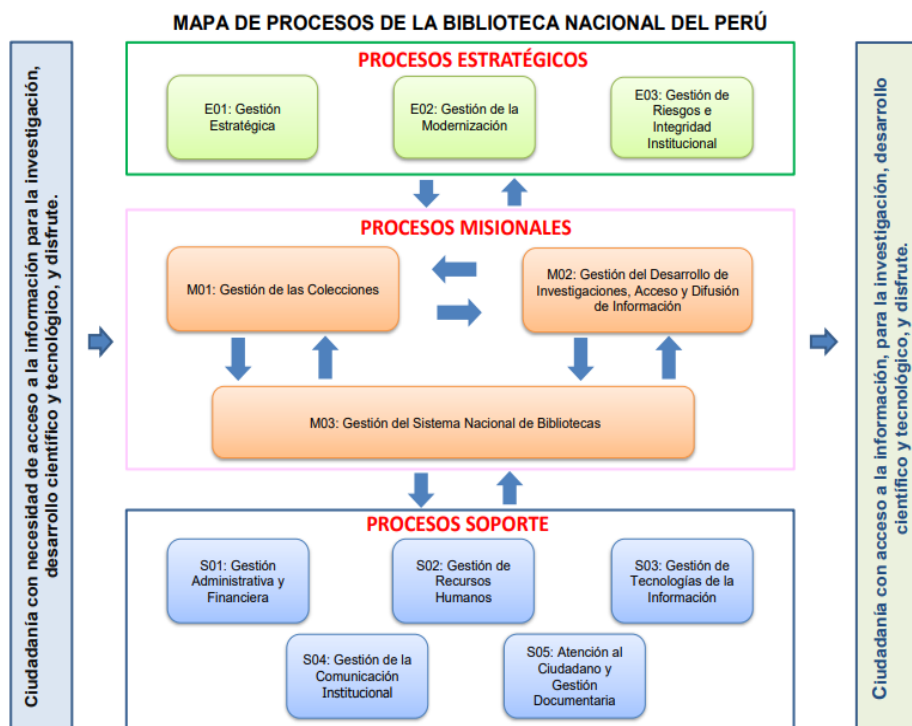 MAPA DE PROCESOS DE LA BIBLIOTECA NACIONAL DEL PERÚ
Ciudadanía con necesidad de acceso a la información para la investigación,
desarrollo científico y tecnológico, y disfrute.
PROCESOS ESTRATÉGICOS
E01: Gestión
Estratégica
E02: Gestión de la
Modernización
E03: Gestión de
Riesgos e
Integridad
Institucional
PROCESOS MISIONALES
M01: Gestión de las Colecciones
M02: Gestión del Desarrollo de
Investigaciones, Acceso y Difusión
de Información
M03: Gestión del Sistema Nacional de Bibliotecas
PROCESOS SOPORTE
S01: Gestión
Administrativa y
Financiera
S02: Gestión de
Recursos
Humanos
S03: Gestión de
Tecnologías de la
Información
S04: Gestión de la
Comunicación
Institucional
S05: Atención al
Ciudadano y
Gestión
Documentaria
Ciudadanía con acceso a la información, para la investigación, desarrollo
científico y tecnológico, y disfrute.